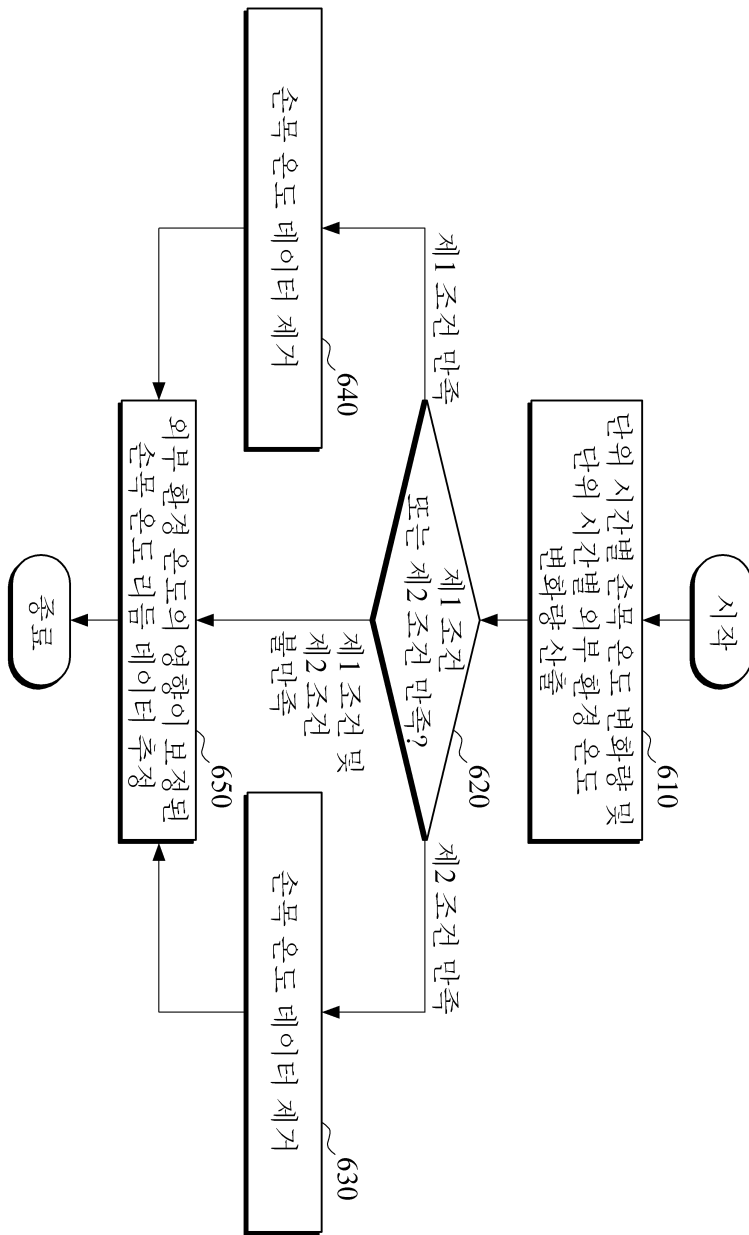 시작
단위 시간별 손목 온도 변화량 및
단위 시간별 외부 환경 온도
변화량 산출
610
제1 조건
또는 제2 조건 만족?
620
제1 조건 만족
제2 조건 만족
제1 조건 및
제2 조건
불만족
손목 온도 데이터 제거
640
손목 온도 데이터 제거
630
외부 환경 온도의 영향이 보정된
손목 온도 리듬 데이터 추정
650
종료